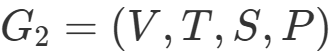 G₂ = (V, T, S, P)